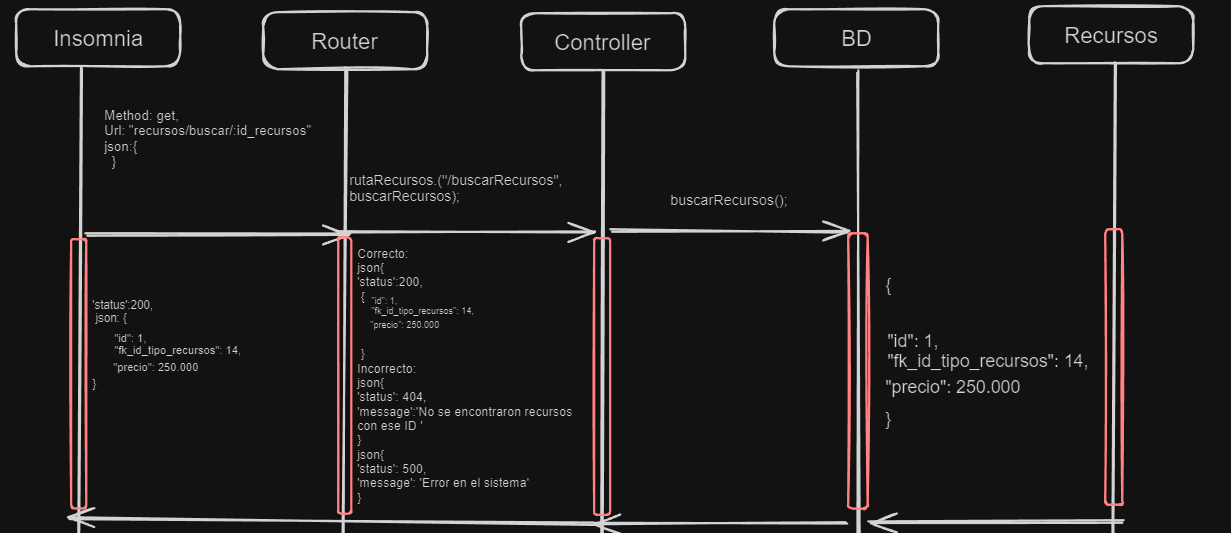 Insomnia
Router
Controller
BD
Recursos
Method: get,
Url: "recursos/buscar/:id_recursos"
json:{
}
rutaRecursos.("/buscarRecursos",
buscarRecursos);
buscarRecursos();
'status':200,
json: {
"id": 1,
"fk_id_tipo_recursos": 14,
"precio": 250.000
}
Correcto:
json{
'status':200,
{ "id": 1,
"fk_id_tipo_recursos": 14,
"precio": 250.000
}
Incorrecto:
json{
'status': 404,
'message':'No se encontraron recursos
con ese ID '
}
json{
'status': 500,
'message': 'Error en el sistema'
}
{
"id": 1,
"fk_id_tipo_recursos": 14,
"precio": 250.000
}